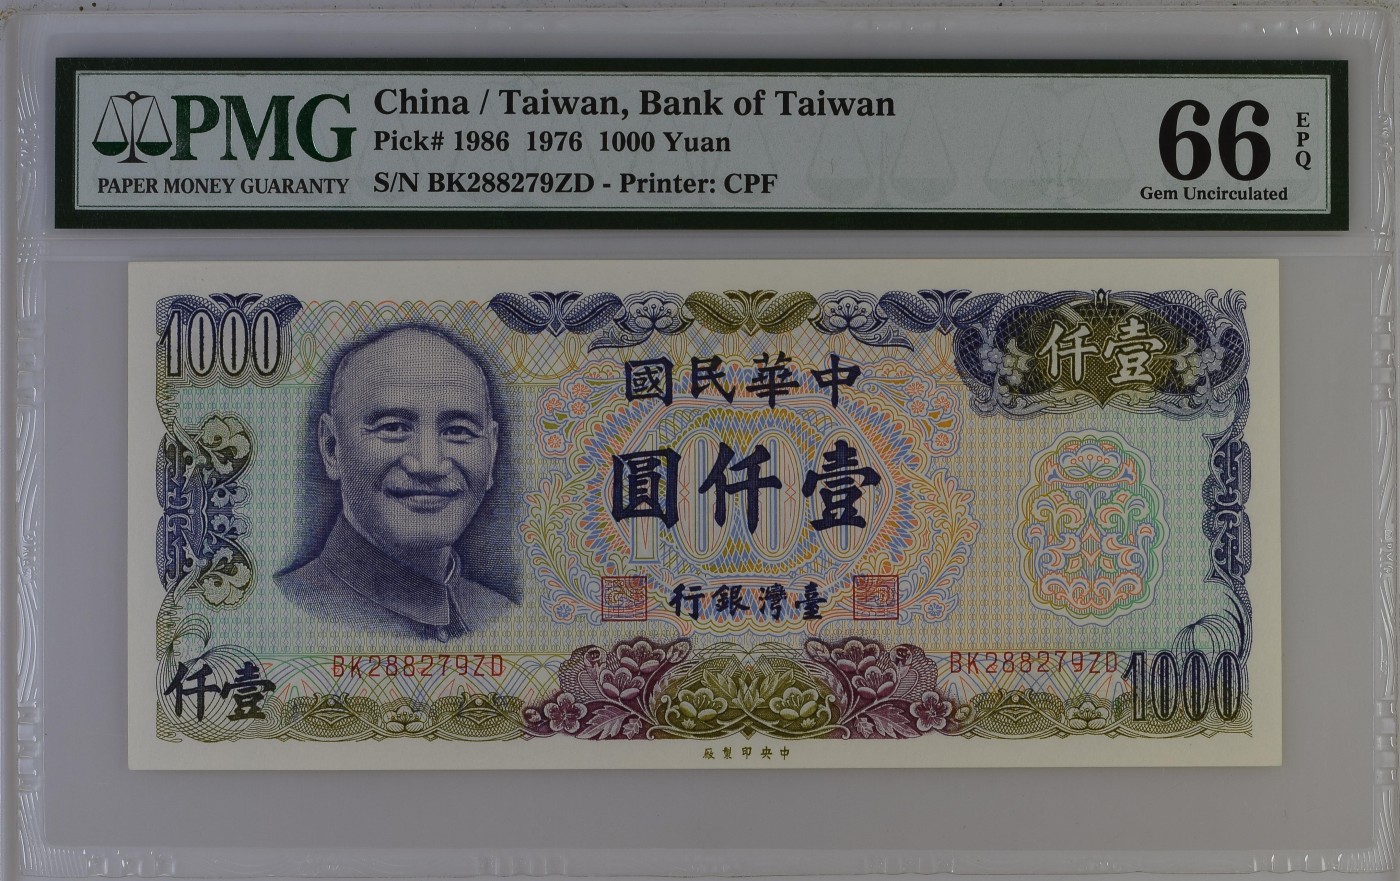 PMG
PAPER MONEY GUARANTY
China / Taiwan, Bank of Taiwan
Pick# 1986 1976 1000 Yuan
S/N BK288279ZD - Printer: CPF
66
EPQ
Gem Uncirculated
1000
仟壹
國民華中
1000
圓仟壹
行銀灣臺
BK288279ZD
BK288279ZD
仟壹
1000
廠製印央中